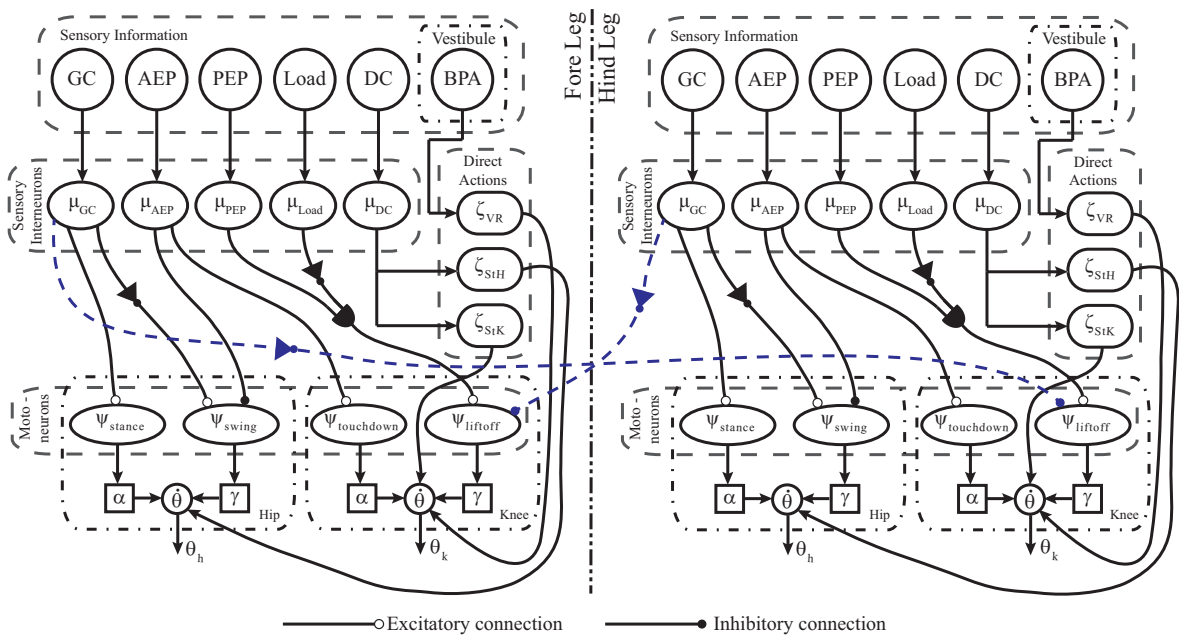 Sensory Information
Vestibule
GC
AEP
PEP
Load
DC
BPA
Sensory
Interneurons
μGC
μAEP
μPEP
μLoad
μDC
Direct
Actions
ζVR
ζStH
ζStK
Moto -
neurons
ψstance
ψswing
ψtouchdown
ψliftoff
α
θ̇
γ
α
θ̇
γ
Hip
Knee
θh
θk
Fore Leg
Hind Leg
Sensory Information
Vestibule
GC
AEP
PEP
Load
DC
BPA
Sensory
Interneurons
μGC
μAEP
μPEP
μLoad
μDC
Direct
Actions
ζVR
ζStH
ζStK
Moto -
neurons
ψstance
ψswing
ψtouchdown
ψliftoff
α
θ̇
γ
α
θ̇
γ
Hip
Knee
θh
θk
Excitatory connection
Inhibitory connection